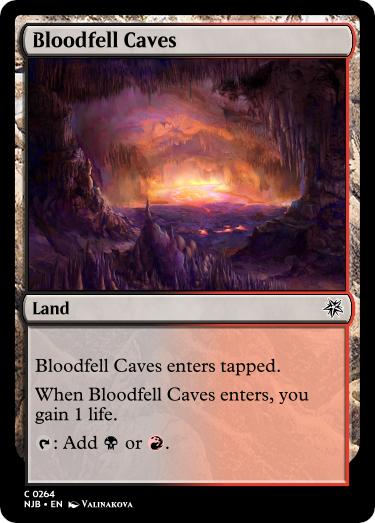 Bloodfell Caves
Land
Bloodfell Caves enters tapped.
When Bloodfell Caves enters, you
gain 1 life.
: Add or .
C 0264
NJB • EN Valinakova